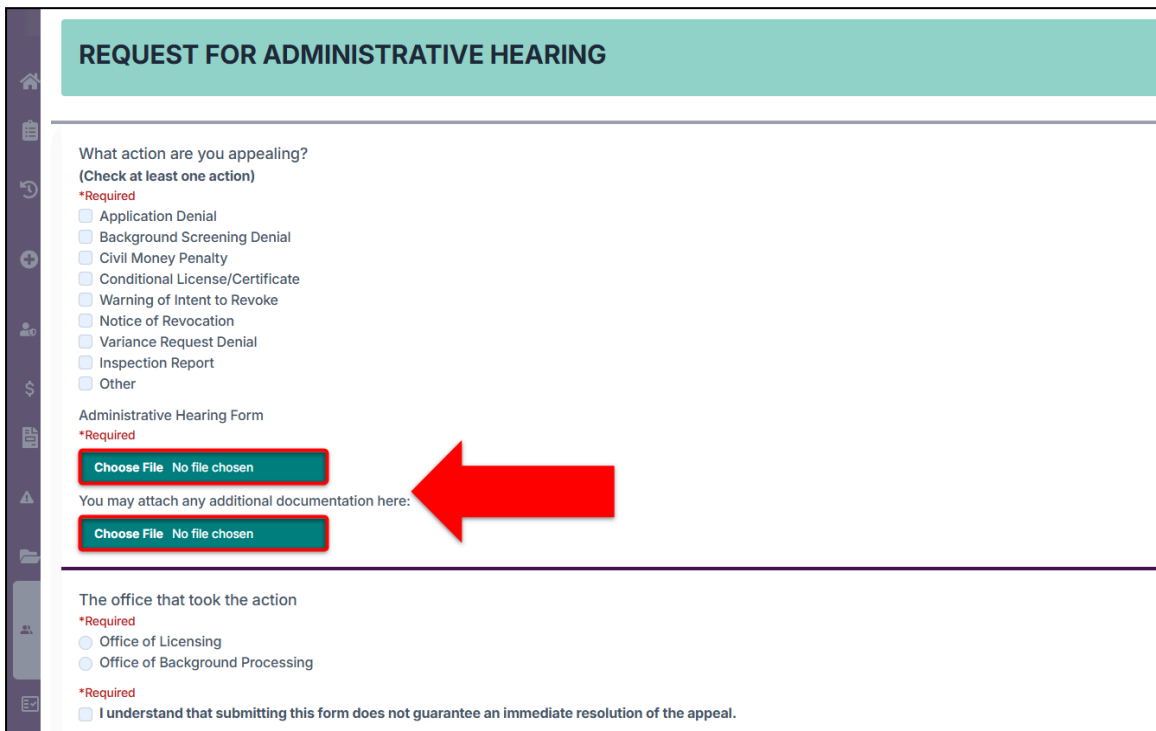 REQUEST FOR ADMINISTRATIVE HEARING
What action are you appealing?
(Check at least one action)
*Required
Application Denial
Background Screening Denial
Civil Money Penalty
Conditional License/Certificate
Warning of Intent to Revoke
Notice of Revocation
Variance Request Denial
Inspection Report
Other
Administrative Hearing Form
*Required
Choose File No file chosen
You may attach any additional documentation here:
Choose File No file chosen
The office that took the action
*Required
Office of Licensing
Office of Background Processing
*Required
I understand that submitting this form does not guarantee an immediate resolution of the appeal.